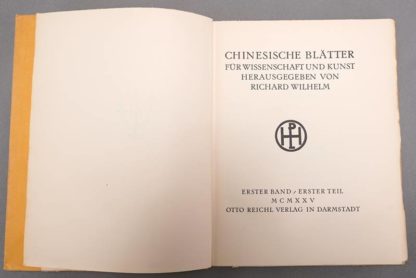 CHINESISCHE BLÄTTER
FÜR WISSENSCHAFT UND KUNST
HERAUSGEGEBEN VON
RICHARD WILHELM
ERSTER BAND / ERSTER TEIL
MCMXXV
OTTO REICHL VERLAG IN DARMSTADT